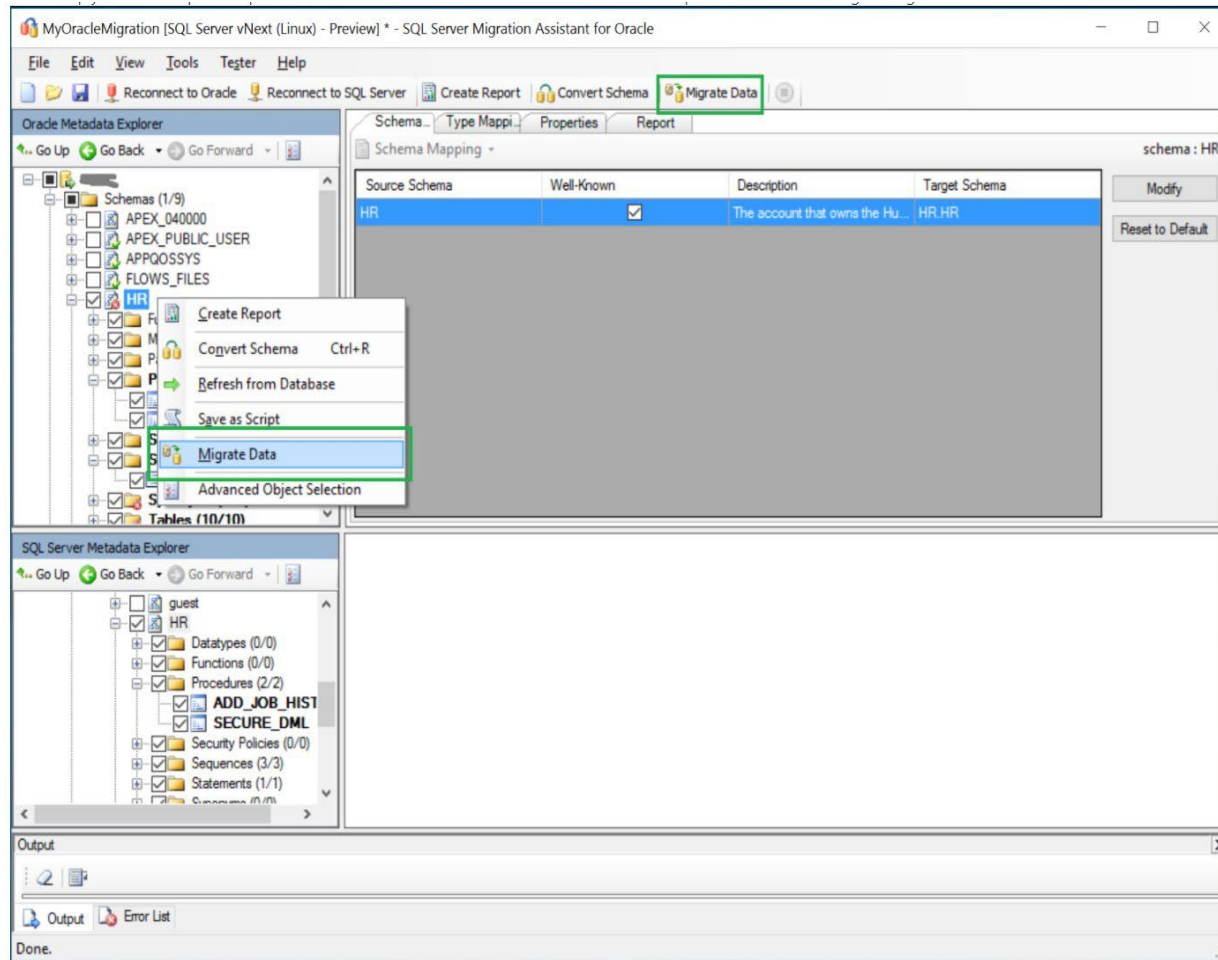 MyOracleMigration [SQL Server vNext (Linux) - Preview] * - SQL Server Migration Assistant for Oracle
File Edit View Tools Tester Help
Reconnect to Oracle Reconnect to SQL Server Create Report Convert Schema Migrate Data
Oracle Metadata Explorer
Go Up Go Back Go Forward
Schemas (1/9)
APEX_040000
APEX_PUBLIC_USER
APPQOSSYS
FLOWS_FILES
HR
Create Report
Convert Schema Ctrl+R
Refresh from Database
Save as Script
Migrate Data
Advanced Object Selection
Tables (10/10)
Schema... Type Mappi... Properties Report
Schema Mapping schema : HR
Source Schema Well-Known Description Target Schema
HR The account that owns the Hu... HR.HR
Modify
Reset to Default
SQL Server Metadata Explorer
Go Up Go Back Go Forward
guest
HR
Datatypes (0/0)
Functions (0/0)
Procedures (2/2)
ADD_JOB_HIST
SECURE_DML
Security Policies (0/0)
Sequences (3/3)
Statements (1/1)
Output
Output Error List
Done.